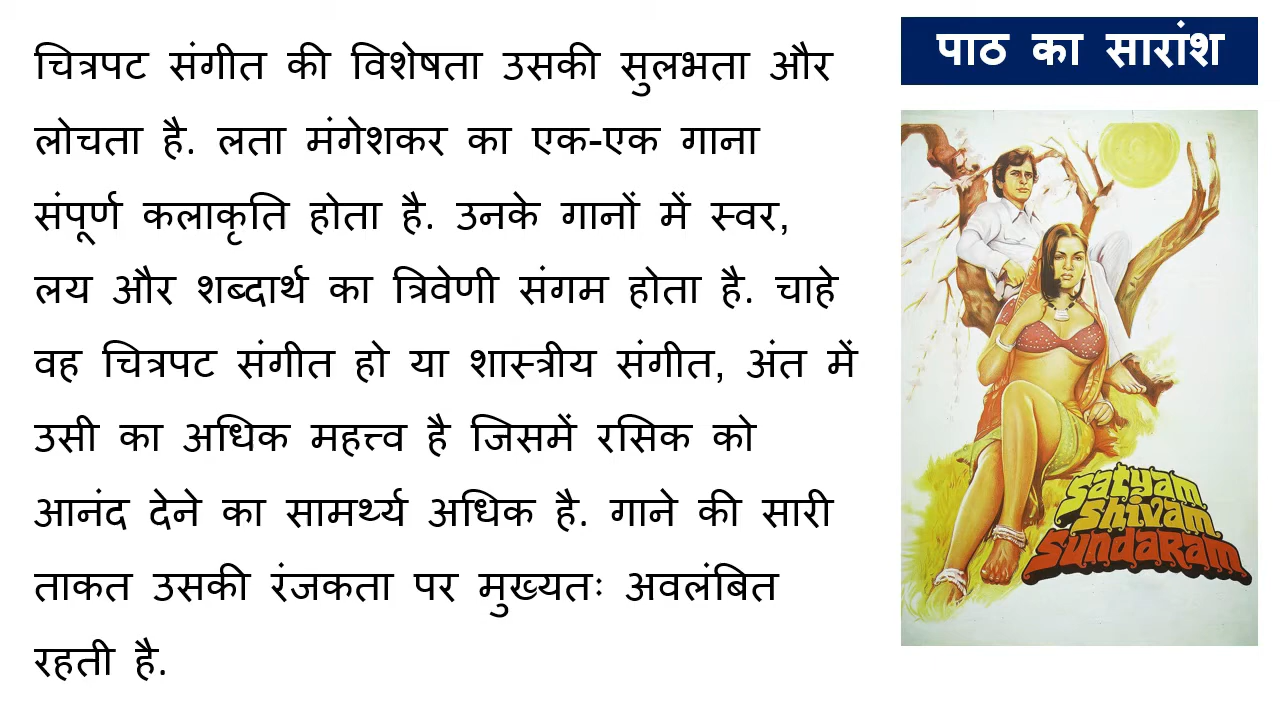 चित्रपट संगीत की विशेषता उसकी सुलभता और
लोचता है. लता मंगेशकर का एक-एक गाना
संपूर्ण कलाकृति होता है. उनके गानों में स्वर,
लय और शब्दार्थ का त्रिवेणी संगम होता है. चाहे
वह चित्रपट संगीत हो या शास्त्रीय संगीत, अंत में
उसी का अधिक महत्त्व है जिसमें रसिक को
आनंद देने का सामर्थ्य अधिक है. गाने की सारी
ताकत उसकी रंजकता पर मुख्यतः अवलंबित
रहती है.
पाठ का सारांश
Satyam
Shivam
Sundaram